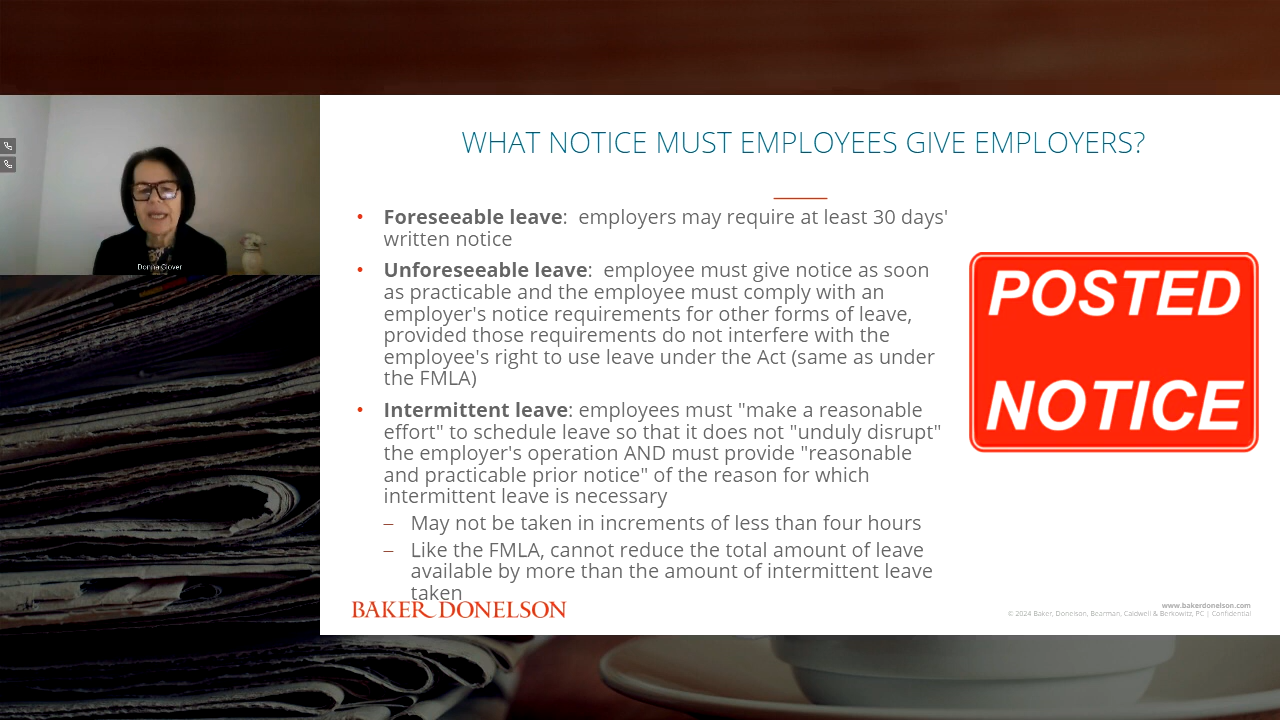 Donna Glover
WHAT NOTICE MUST EMPLOYEES GIVE EMPLOYERS?
• Foreseeable leave:  employers may require at least 30 days'
written notice
• Unforeseeable leave:  employee must give notice as soon
as practicable and the employee must comply with an
employer's notice requirements for other forms of leave,
provided those requirements do not interfere with the
employee's right to use leave under the Act (same as under
the FMLA)
• Intermittent leave: employees must "make a reasonable
effort" to schedule leave so that it does not "unduly disrupt"
the employer's operation AND must provide "reasonable
and practicable prior notice" of the reason for which
intermittent leave is necessary
– May not be taken in increments of less than four hours
– Like the FMLA, cannot reduce the total amount of leave
available by more than the amount of intermittent leave
taken
POSTED
NOTICE
BAKER DONELSON
www.bakerdonelson.com
© 2024 Baker, Donelson, Bearman, Caldwell & Berkowitz, PC | Confidential